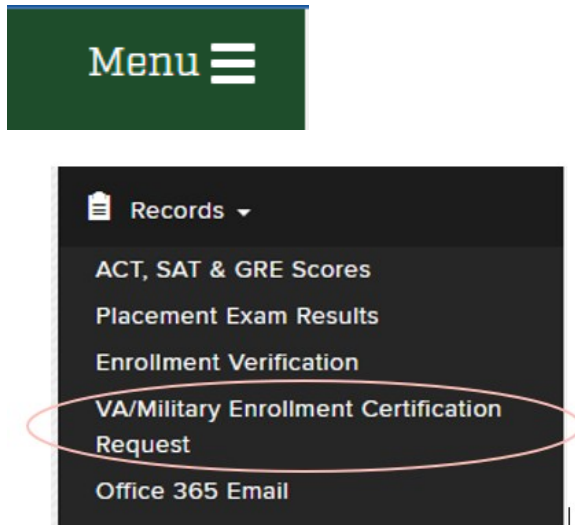 Menu
Records
ACT, SAT & GRE Scores
Placement Exam Results
Enrollment Verification
VA/Military Enrollment Certification
Request
Office 365 Email